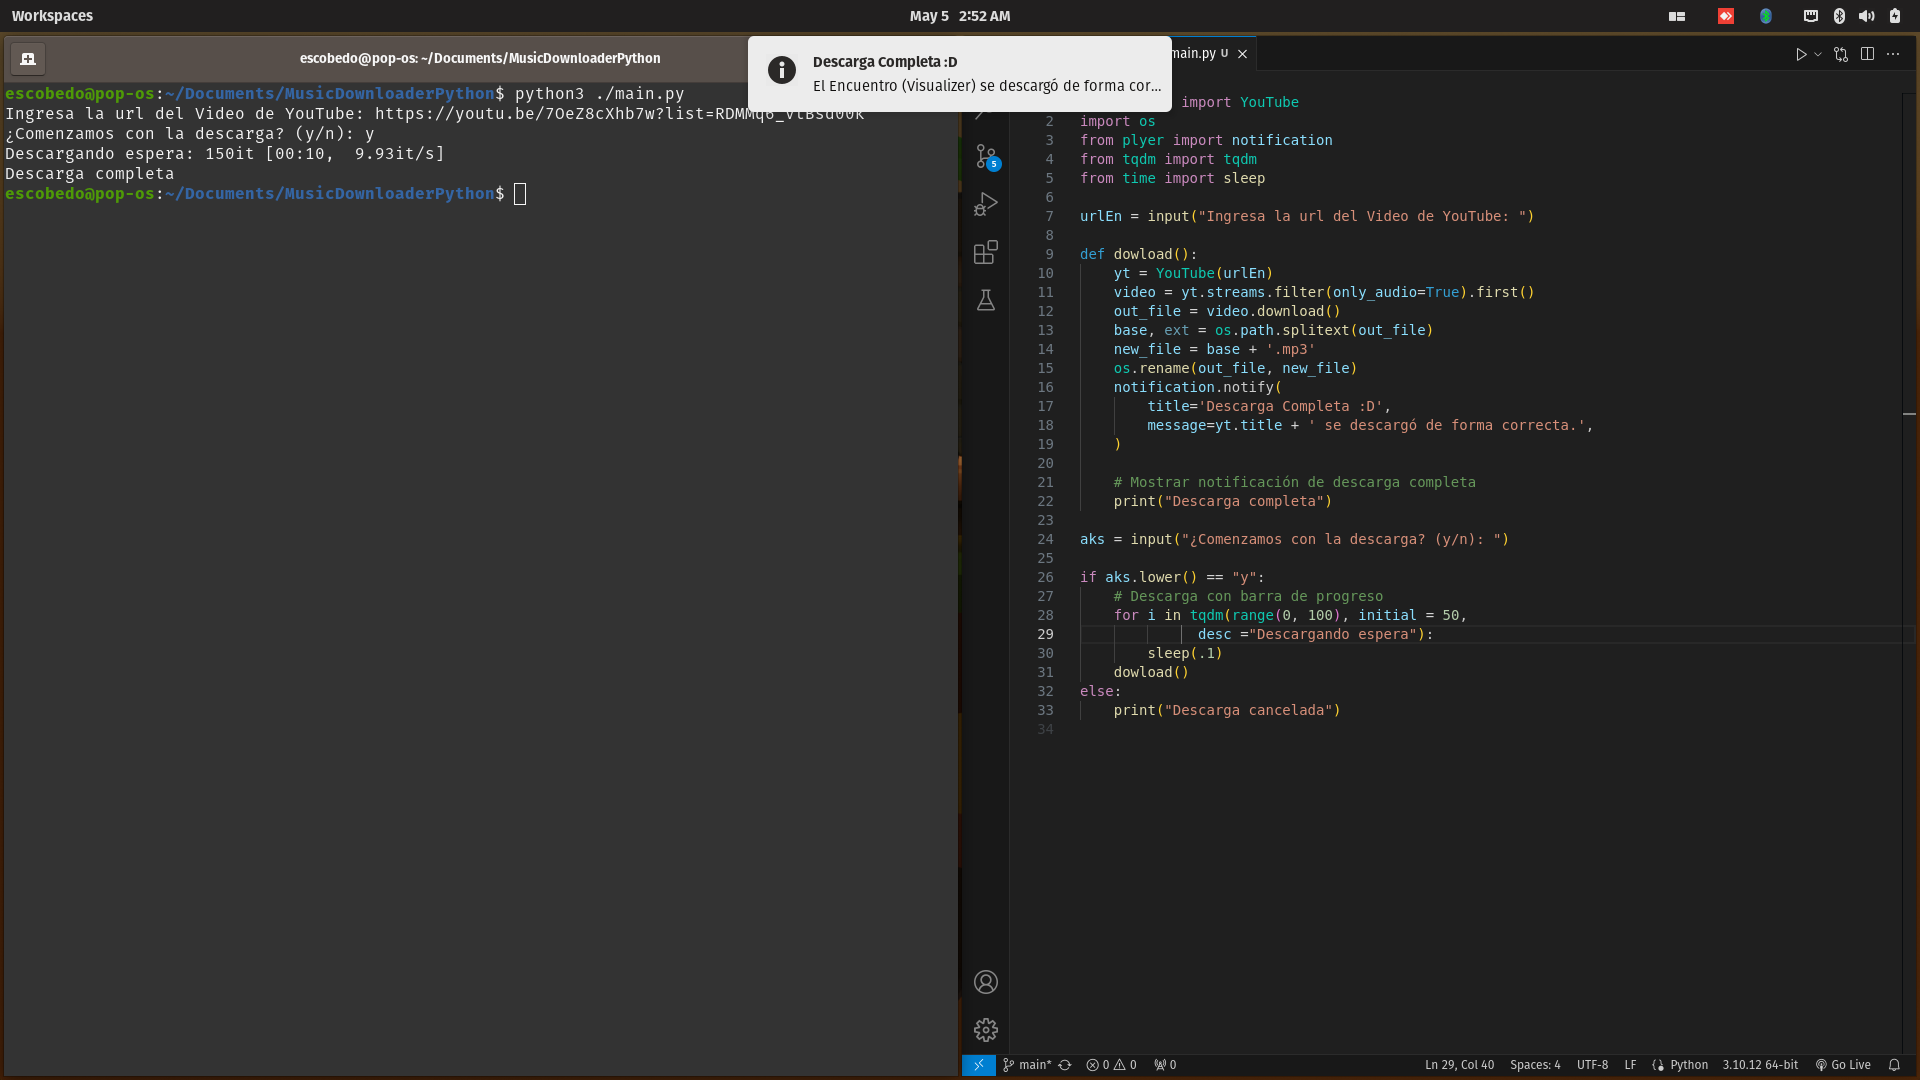 Workspaces
May 5 2:52 AM
escobedo@pop-os: ~/Documents/MusicDownloaderPython
escobedo@pop-os:~/Documents/MusicDownloaderPython$ python3 ./main.py
Ingresa la url del Video de YouTube: https://youtu.be/7OeZ8cXhb7w?list=
¿Comenzamos con la descarga? (y/n): y
Descargando espera: 150it [00:10, 9.93it/s]
Descarga completa
escobedo@pop-os:~/Documents/MusicDownloaderPython$
Descarga Completa :D
El Encuentro (Visualizer) se descargó de forma cor...
main.py U
import YouTube
2 import os
3 from plyer import notification
4 from tqdm import tqdm
5 from time import sleep
6
7 urlEn = input("Ingresa la url del Video de YouTube: ")
8
9 def dowload():
10 yt = YouTube(urlEn)
11 video = yt.streams.filter(only_audio=True).first()
12 out_file = video.download()
13 base, ext = os.path.splitext(out_file)
14 new_file = base + '.mp3'
15 os.rename(out_file, new_file)
16 notification.notify(
17 title='Descarga Completa :D',
18 message=yt.title + ' se descargó de forma correcta.',
19 )
20
21 # Mostrar notificación de descarga completa
22 print("Descarga completa")
23
24 aks = input("¿Comenzamos con la descarga? (y/n): ")
25
26 if aks.lower() == "y":
27 # Descarga con barra de progreso
28 for i in tqdm(range(0, 100), initial = 50,
29 desc ="Descargando espera"):
30 sleep(.1)
31 dowload()
32 else:
33 print("Descarga cancelada")
34
5
main* 0 0 0 Ln 29, Col 40 Spaces: 4 UTF-8 LF Python 3.10.12 64-bit Go Live